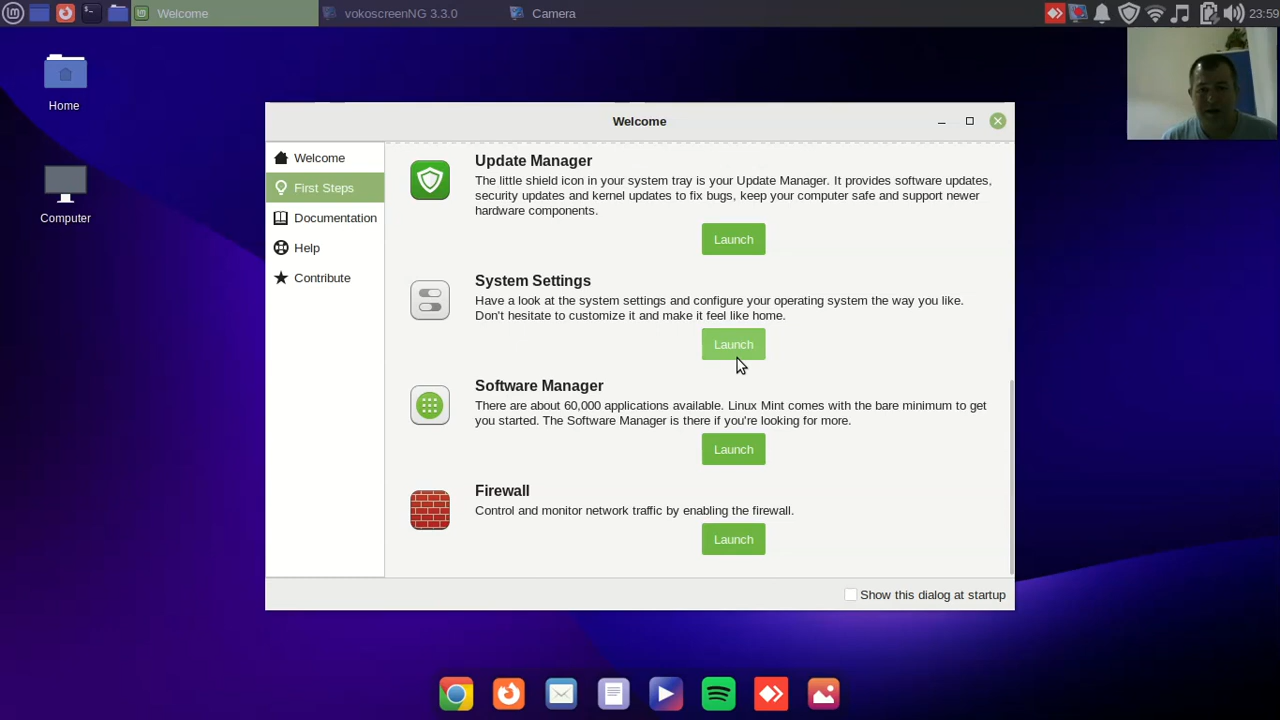 Welcome
vokoscreenNG 3.3.0
Camera
23:59
Home
Computer
Welcome
Welcome
First Steps
Documentation
Help
Contribute
Update Manager
The little shield icon in your system tray is your Update Manager. It provides software updates,
security updates and kernel updates to fix bugs, keep your computer safe and support newer
hardware components.
Launch
System Settings
Have a look at the system settings and configure your operating system the way you like.
Don't hesitate to customize it and make it feel like home.
Launch
Software Manager
There are about 60,000 applications available. Linux Mint comes with the bare minimum to get
you started. The Software Manager is there if you're looking for more.
Launch
Firewall
Control and monitor network traffic by enabling the firewall.
Launch
Show this dialog at startup